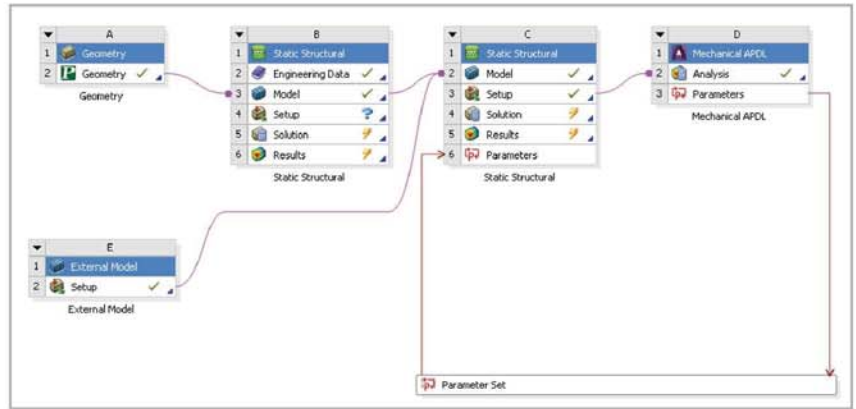 A
1 Geometry
2 Geometry
Geometry
B
1 Static Structural
2 Engineering Data
3 Model
4 Setup ?
5 Solution
6 Results
Static Structural
C
1 Static Structural
2 Model
3 Setup
4 Solution
5 Results
6 Parameters
Static Structural
D
1 Mechanical APDL
2 Analysis
3 Parameters
Mechanical APDL
E
1 External Model
2 Setup
External Model
Parameter Set